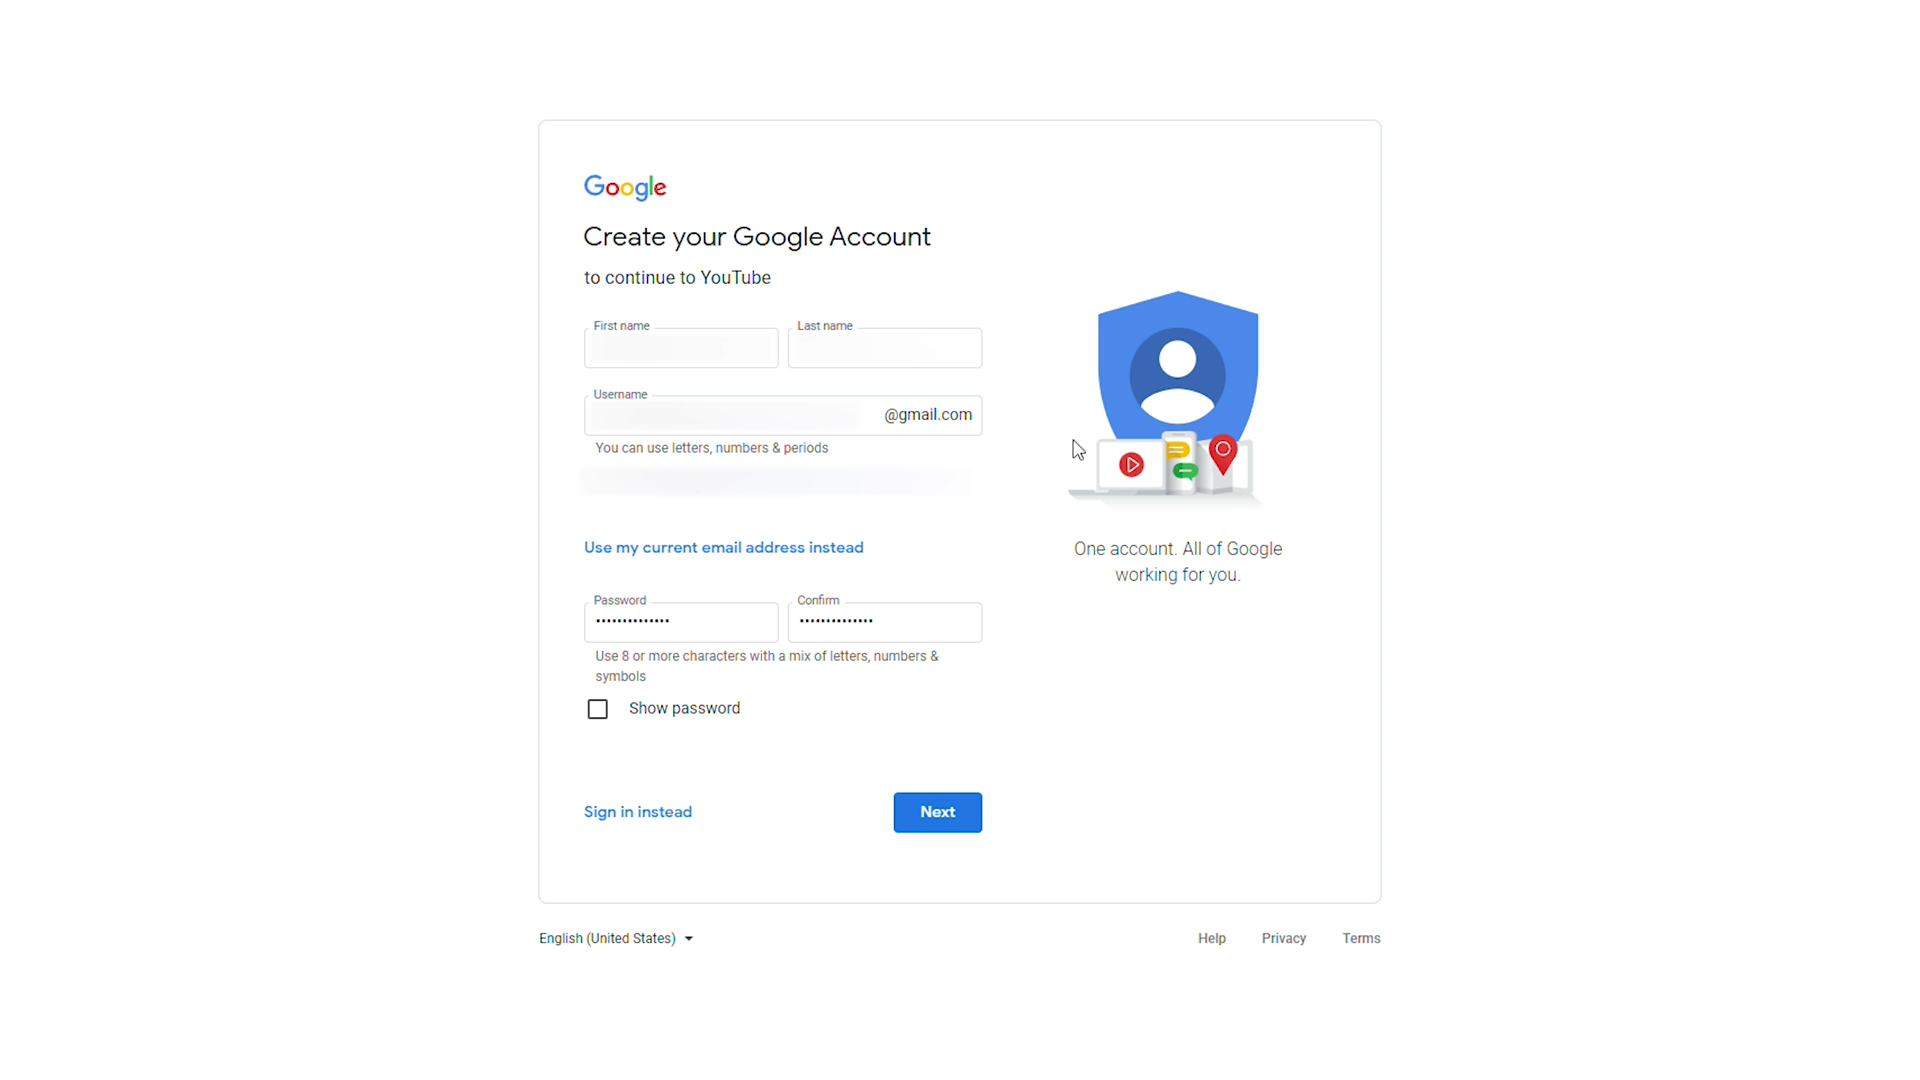 Google
Create your Google Account
to continue to YouTube
First name
Last name
Username
@gmail.com
You can use letters, numbers & periods
Use my current email address instead
Password
Confirm
••••••••••••••
••••••••••••••
Use 8 or more characters with a mix of letters, numbers &
symbols
Show password
Sign in instead
Next
One account. All of Google
working for you.
English (United States)
Help
Privacy
Terms